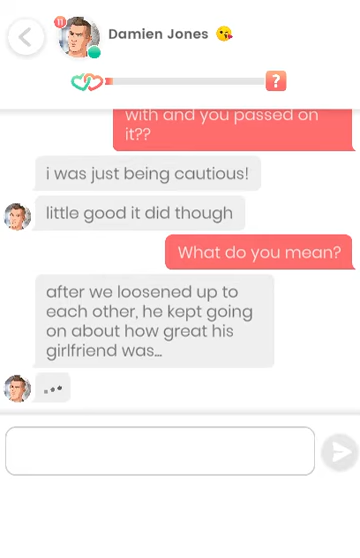 11
Damien Jones 😘
?
with and you passed on
it??
i was just being cautious!
little good it did though
What do you mean?
after we loosened up to
each other, he kept going
on about how great his
girlfriend was...
...